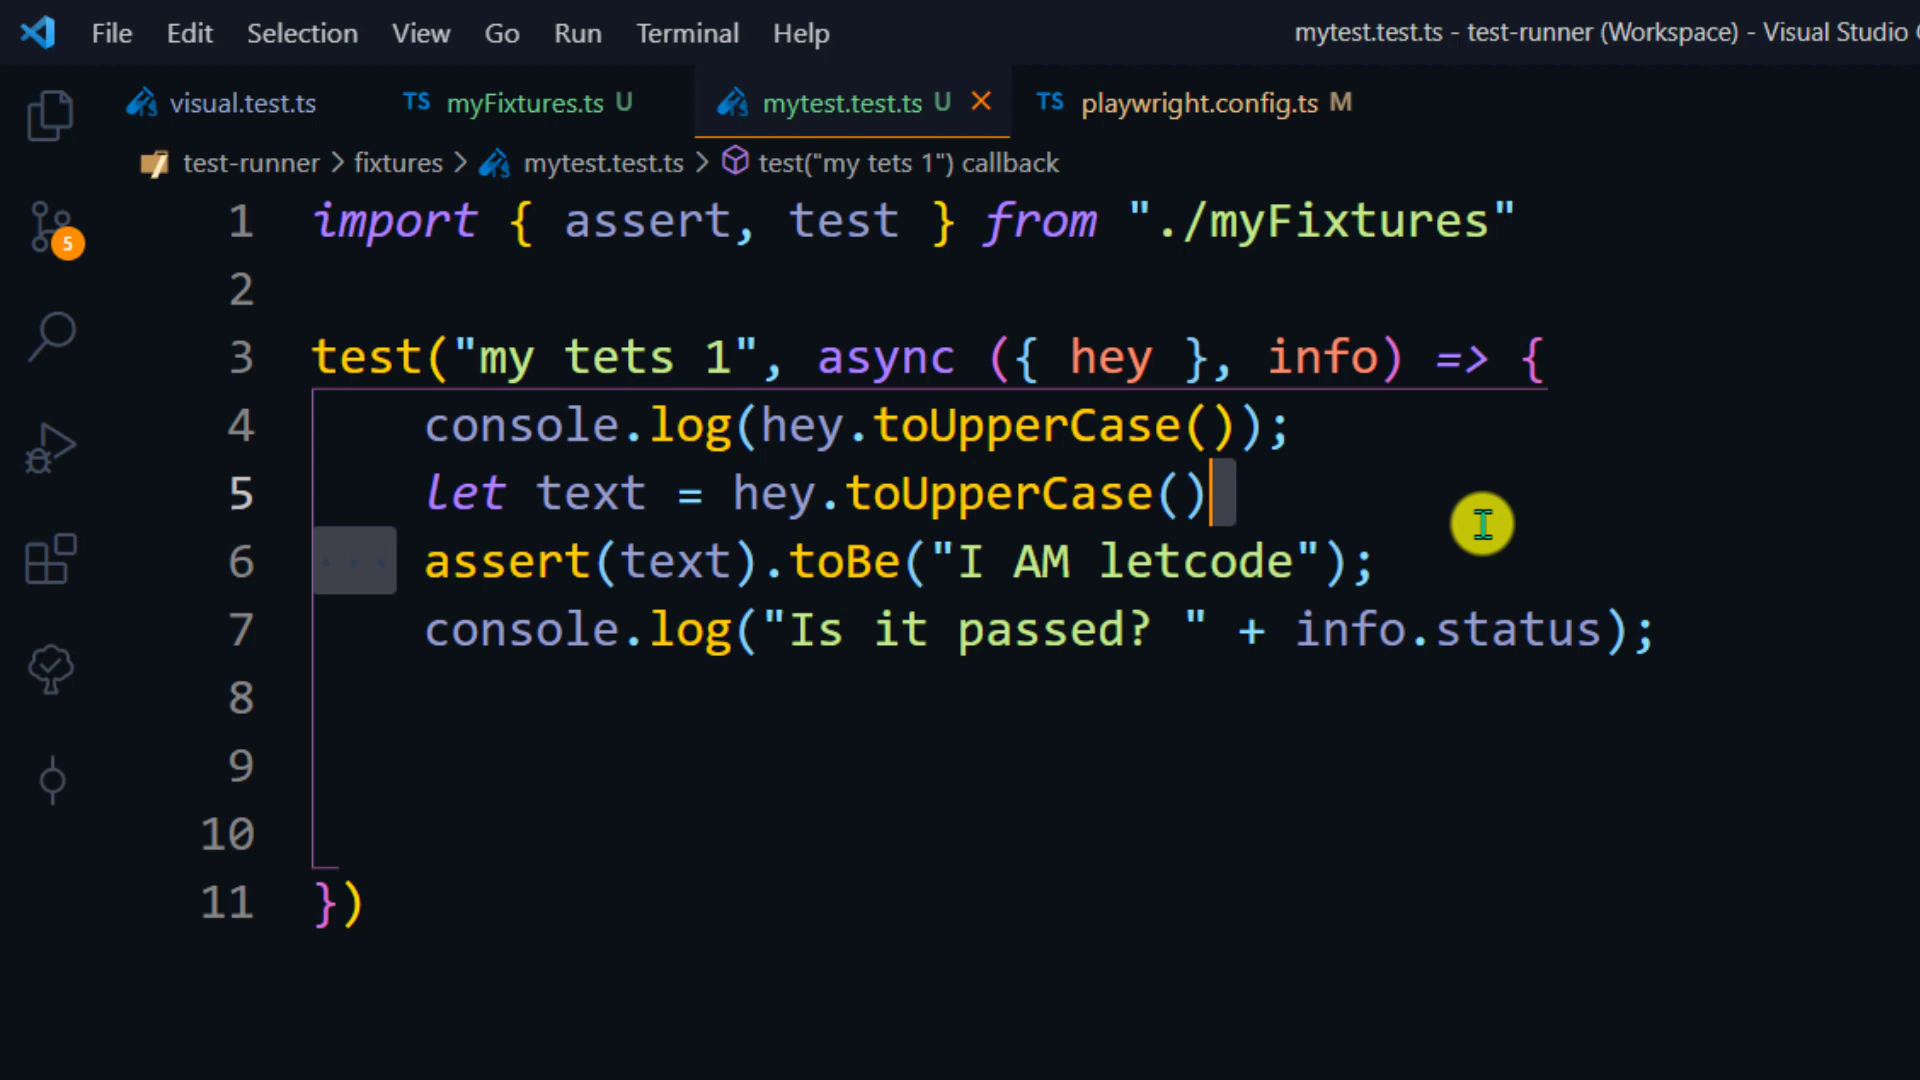 File Edit Selection View Go Run Terminal Help mytest.test.ts - test-runner (Workspace) - Visual Studio
visual.test.ts TS myFixtures.ts U mytest.test.ts U TS playwright.config.ts M
test-runner > fixtures > mytest.test.ts > test("my tets 1") callback
1 import { assert, test } from "./myFixtures"
2
3 test("my tets 1", async ({ hey }, info) => {
4 console.log(hey.toUpperCase());
5 let text = hey.toUpperCase()
6 assert(text).toBe("I AM letcode");
7 console.log("Is it passed? " + info.status);
8
9
10
11 })
5